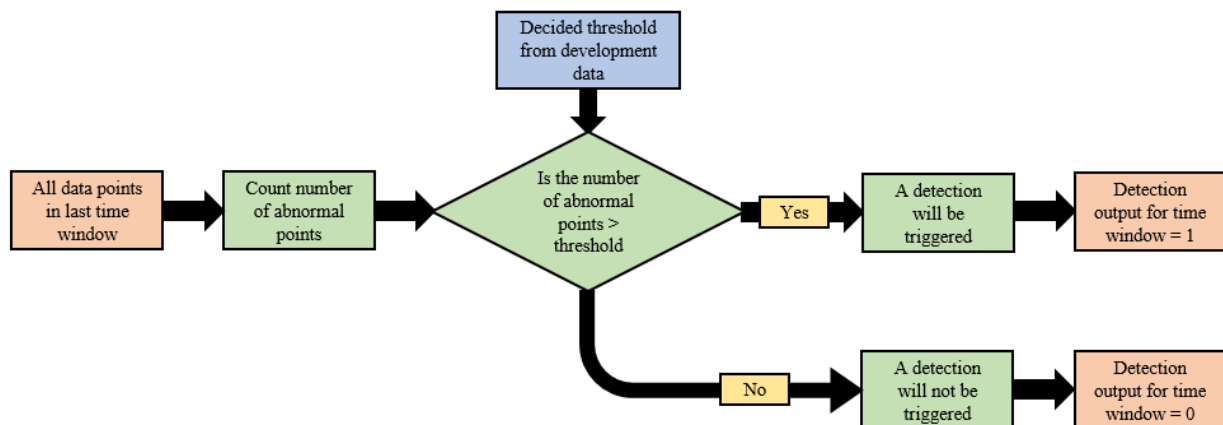 Decided threshold
from development
data
All data points
in last time
window
Count number
of abnormal
points
Is the number
of abnormal
points >
threshold
Yes
A detection
will be
triggered
Detection
output for time
window = 1
No
A detection
will not be
triggered
Detection
output for time
window = 0